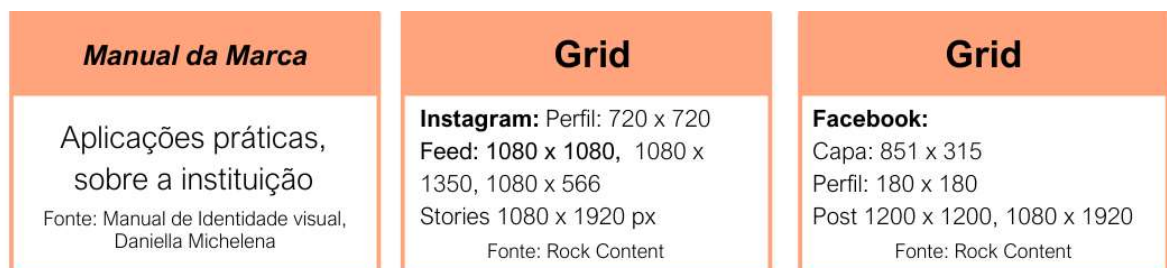 Manual da Marca
Aplicações práticas,
sobre a instituição
Fonte: Manual de Identidade visual,
Daniella Michelena
Grid
Instagram: Perfil: 720 x 720
Feed: 1080 x 1080, 1080 x
1350, 1080 x 566
Stories 1080 x 1920 px
Fonte: Rock Content
Grid
Facebook:
Capa: 851 x 315
Perfil: 180 x 180
Post 1200 x 1200, 1080 x 1920
Fonte: Rock Content